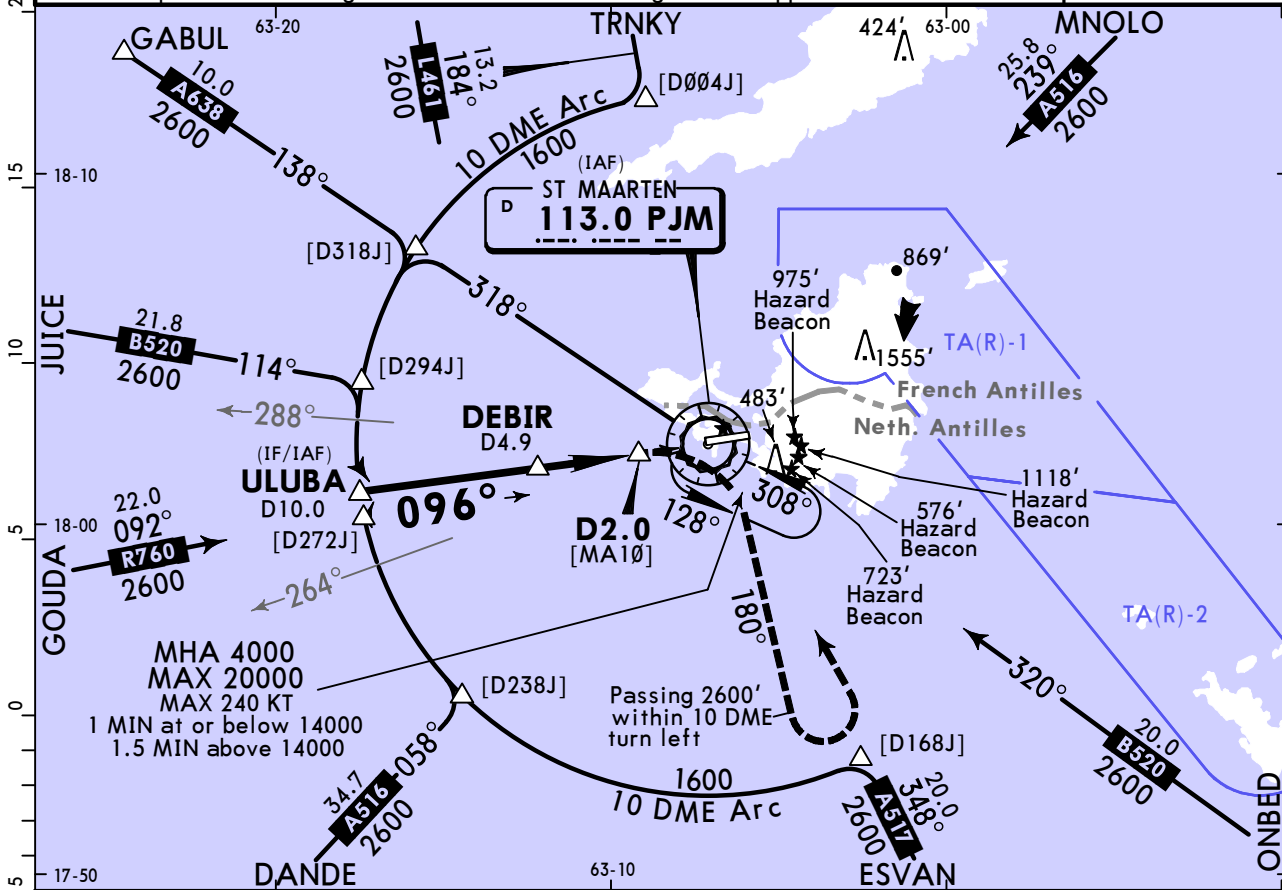 63-20
TRNKY
424'
63-00
MNOLO
GABUL
10.0
A638
2600
13.2
184°
L461
2600
[DØØ4J]
25.8
239°
A516
2600
10 DME Arc
1600
15
18-10
138°
(IAF)
ST MAARTEN
D
113.0 PJM
[D318J]
318°
869'
975'
Hazard
Beacon
TA(R)-1
1555'
JUICE
21.8
B520
2600
114°
[D294J]
10
288°
French Antilles
483'
Neth. Antilles
DEBIR
D4.9
(IF/IAF)
ULUBA
D10.0
096°
128°
308°
1118'
Hazard
Beacon
576'
Hazard
Beacon
22.0
092°
R760
2600
18-00
5
[D272J]
D2.0
[MA1Ø]
GOUDA
264°
723'
Hazard
Beacon
180°
TA(R)-2
MHA 4000
MAX 20000
MAX 240 KT
1 MIN at or below 14000
1.5 MIN above 14000
[D238J]
Passing 2600'
within 10 DME
turn left
320°
20.0
B520
2600
0
[D168J]
34.7
058°
A516
2600
1600
10 DME Arc
20.0
348°
A517
2600
ONBED
5
17-50
DANDE
63-10
ESVAN